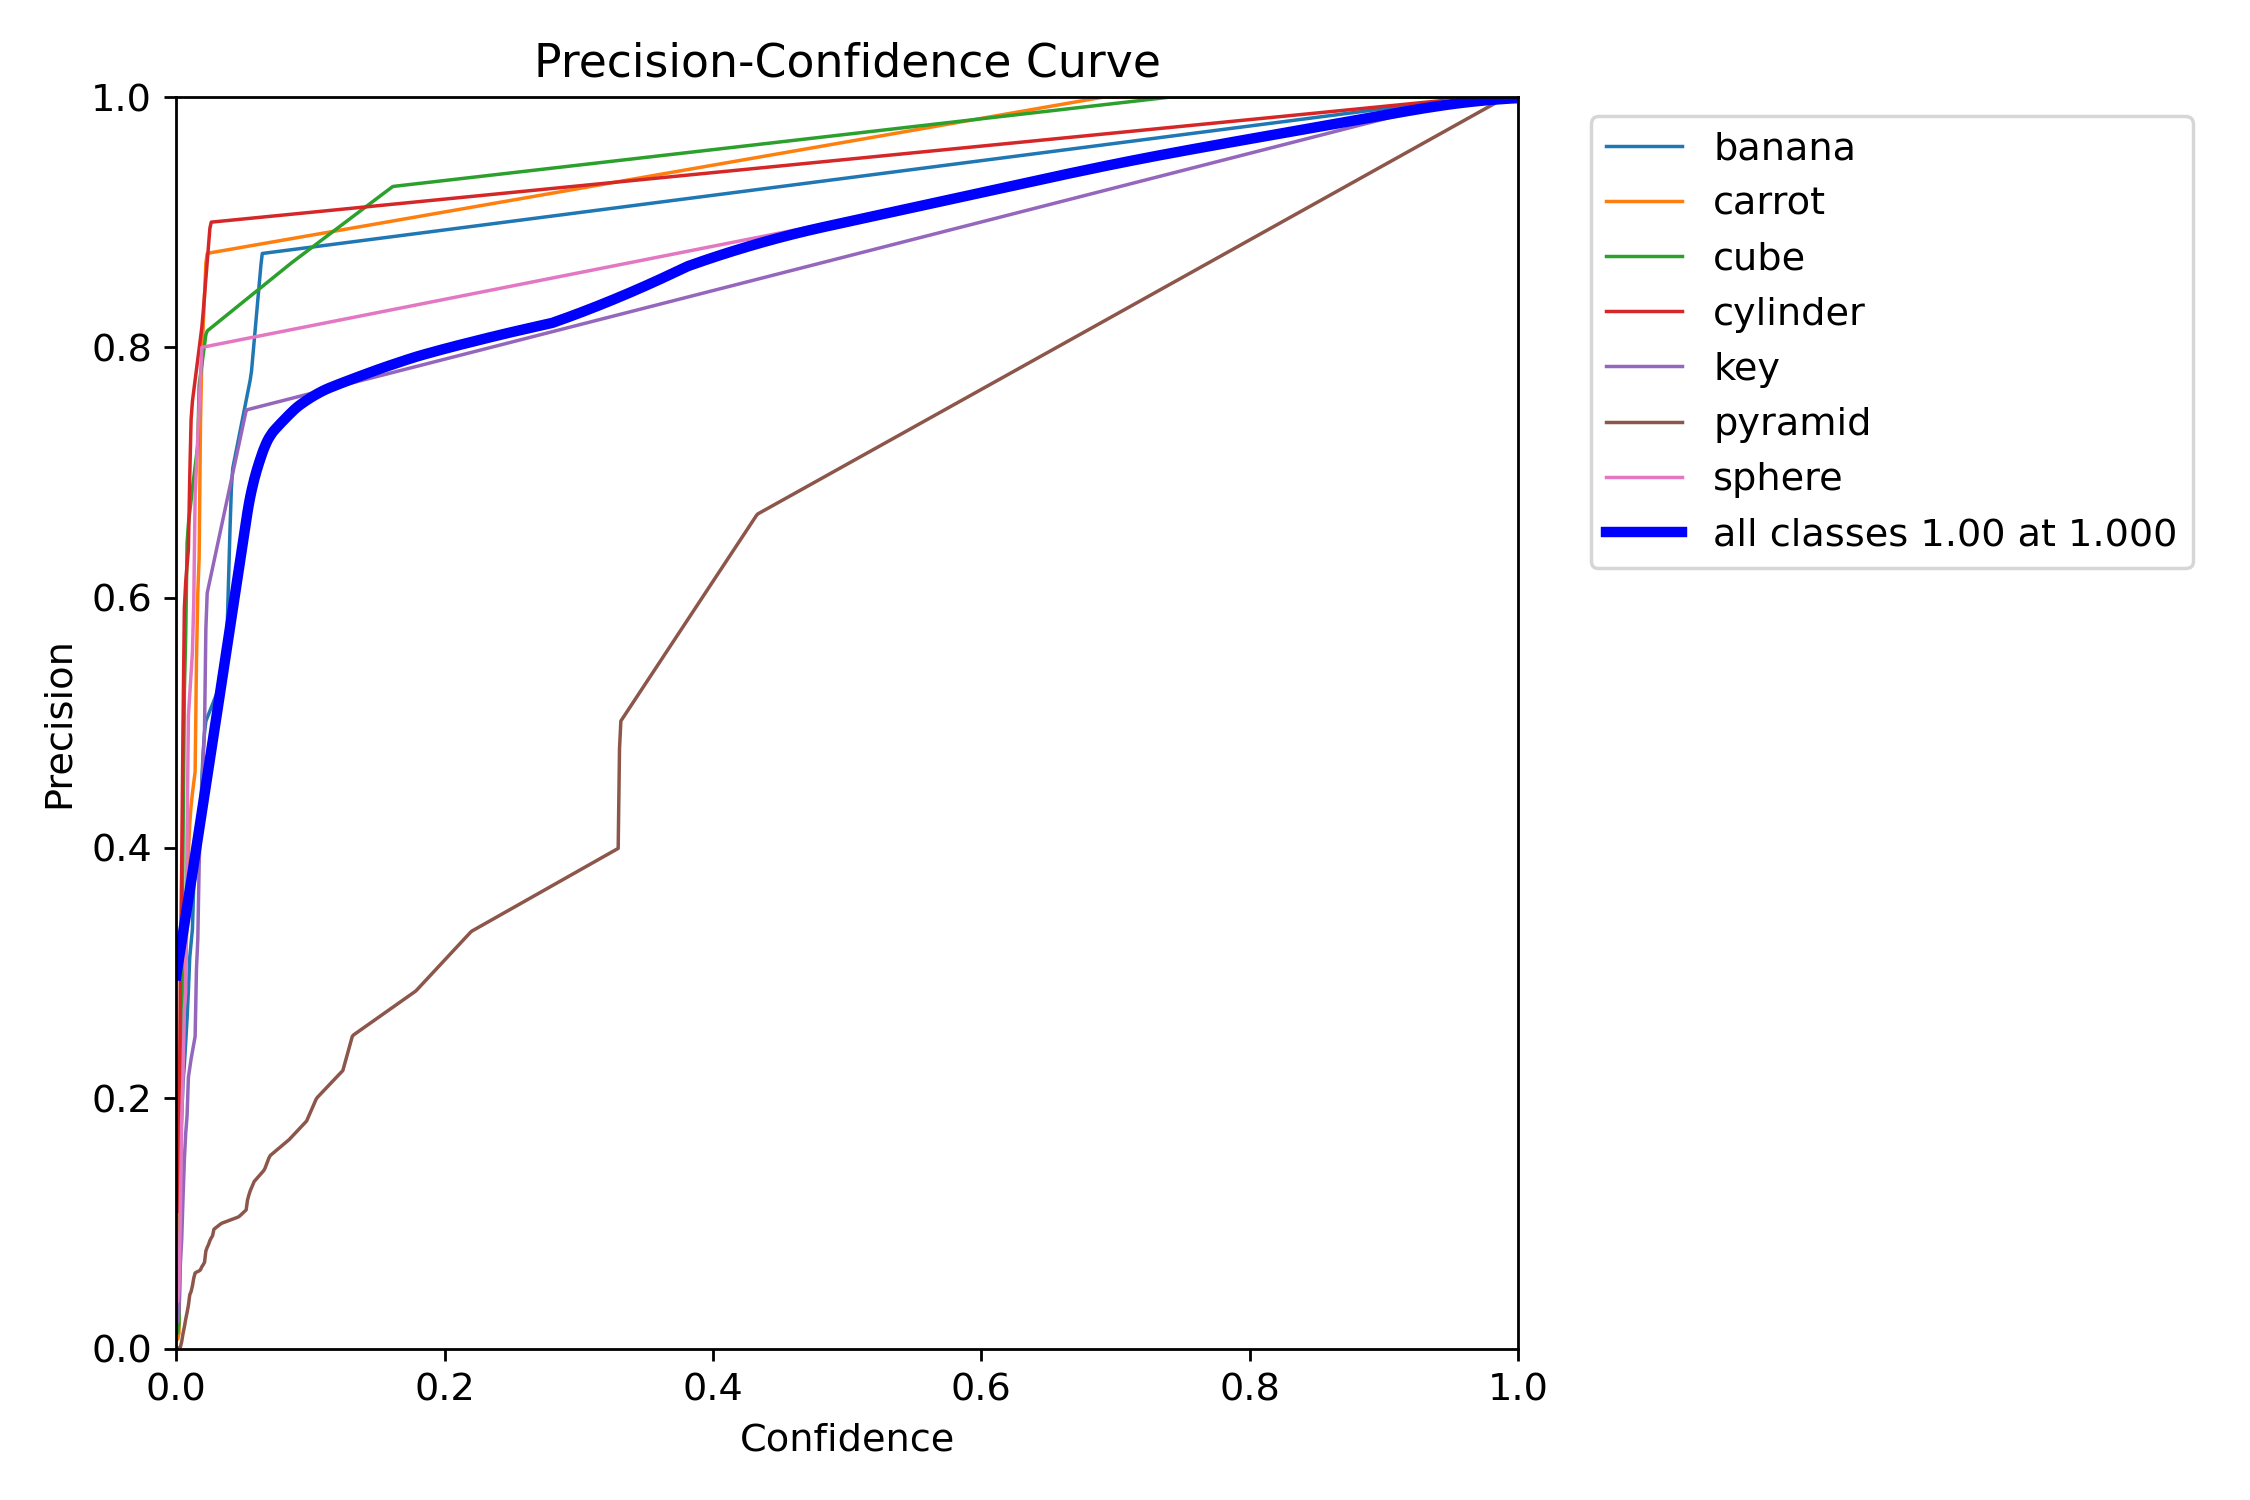 Precision-Confidence Curve
1.0
0.8
0.6
0.4
0.2
0.0
Precision
0.0 0.2 0.4 0.6 0.8 1.0
Confidence
banana
carrot
cube
cylinder
key
pyramid
sphere
all classes 1.00 at 1.000